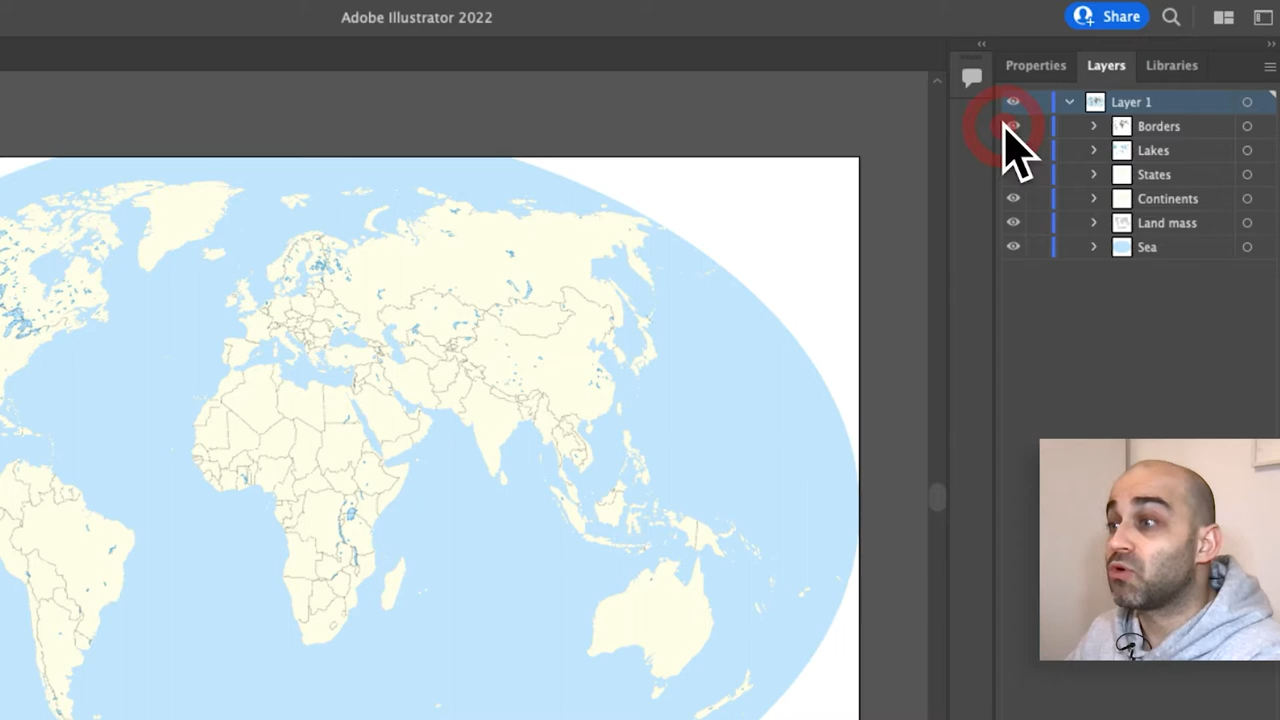 Adobe Illustrator 2022
Share
Properties Layers Libraries
Layer 1
Borders
Lakes
States
Continents
Land mass
Sea